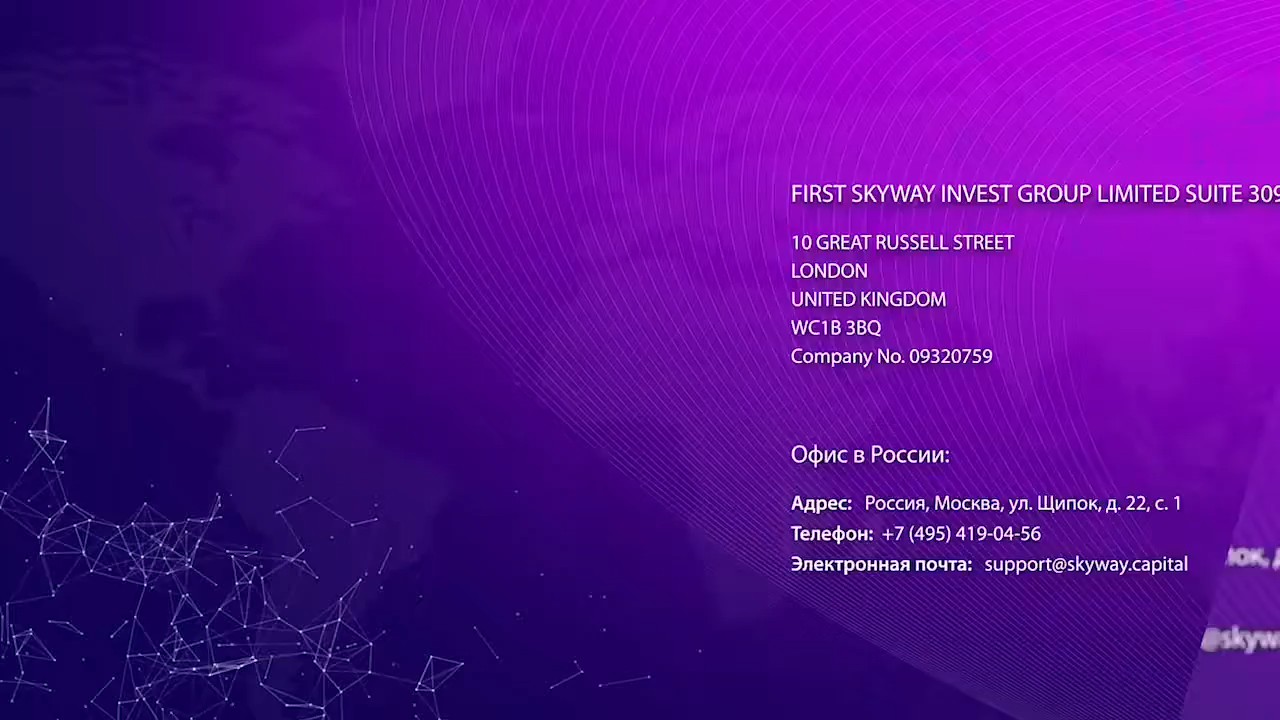 FIRST SKYWAY INVEST GROUP LIMITED SUITE 309
10 GREAT RUSSELL STREET
LONDON
UNITED KINGDOM
WC1B 3BQ
Company No. 09320759
Офис в России:
Адрес: Россия, Москва, ул. Щипок, д. 22, с. 1
Телефон: +7 (495) 419-04-56
Электронная почта: support@skyway.capital